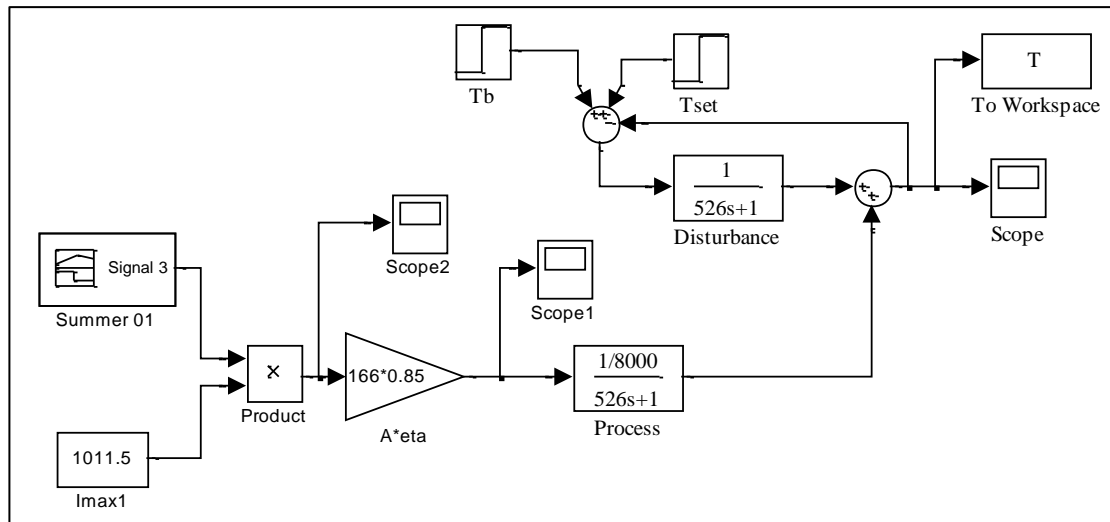 Tb
Tset
T
To Workspace
++
-
1
526s+1
Disturbance
+
+
Scope
Scope2
Signal 3
Summer 01
Scope1
×
Product
166*0.85
A*eta
1/8000
526s+1
Process
1011.5
Imax1